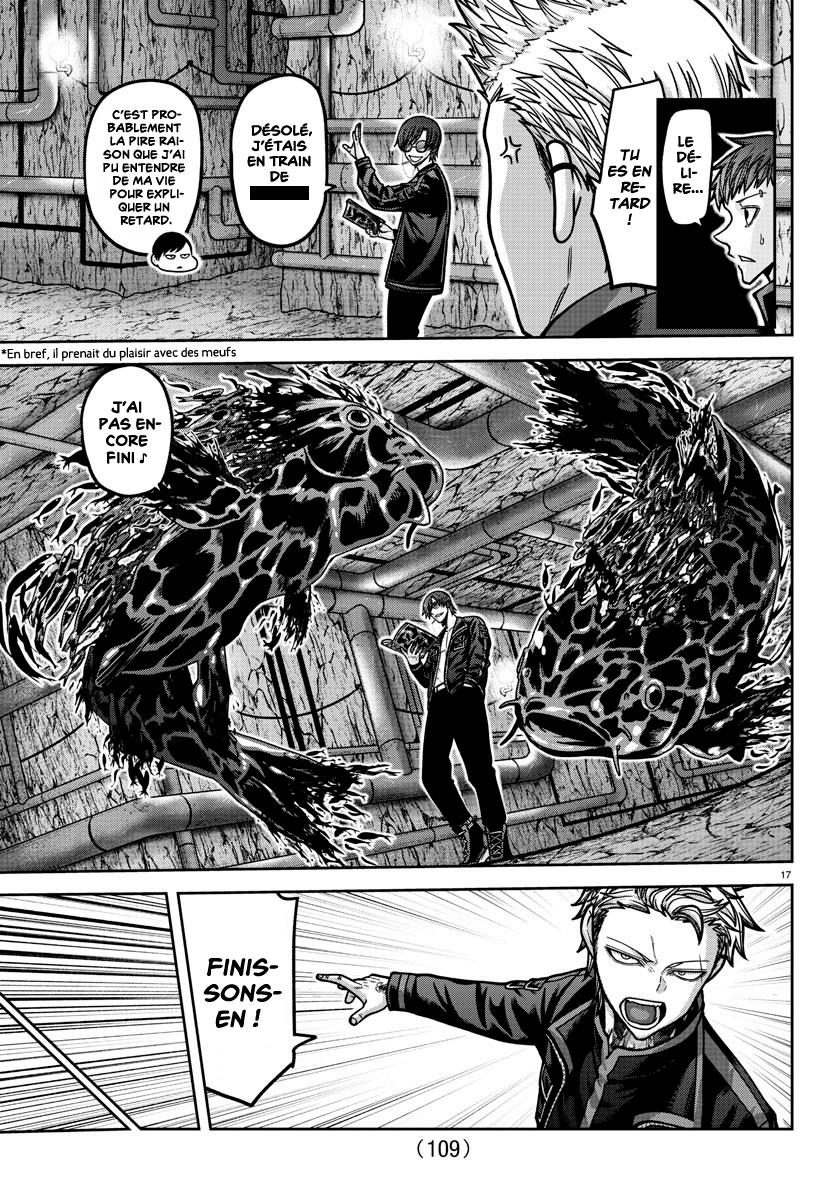 LE
DÉ-
LI-
RE...
TU
ES EN
RE-
TARD
!
DÉSOLÉ,
J'ÉTAIS
EN TRAIN
DE
C'EST PRO-
BABLEMENT
LA PIRE RAI-
SON QUE J'AI
PU ENTENDRE
DE MA VIE
POUR EXPLI-
QUER UN
RETARD.
*En bref, il prenait du plaisir avec des meufs
J'AI
PAS EN-
CORE
FINI ♪
17
FINIS-
SONS-
EN !
(109)